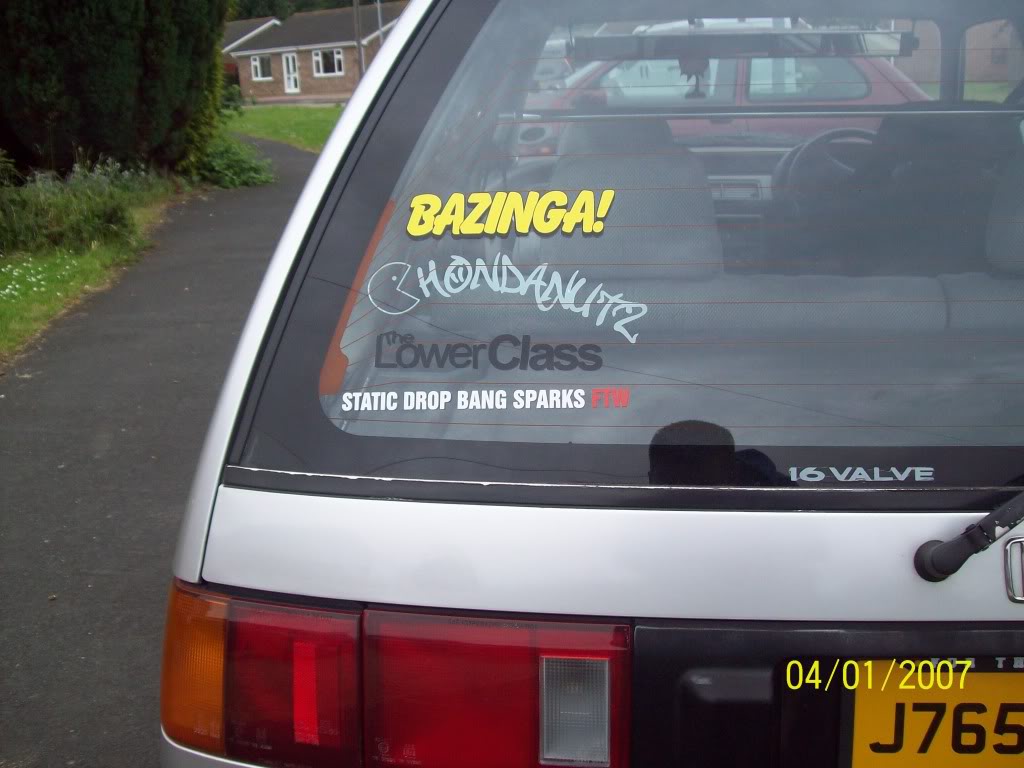 BAZINGA!
HONDANUTZ
The
LowerClass
STATIC DROP BANG SPARKS FTW
16 VALVE
04/01/2007
J765